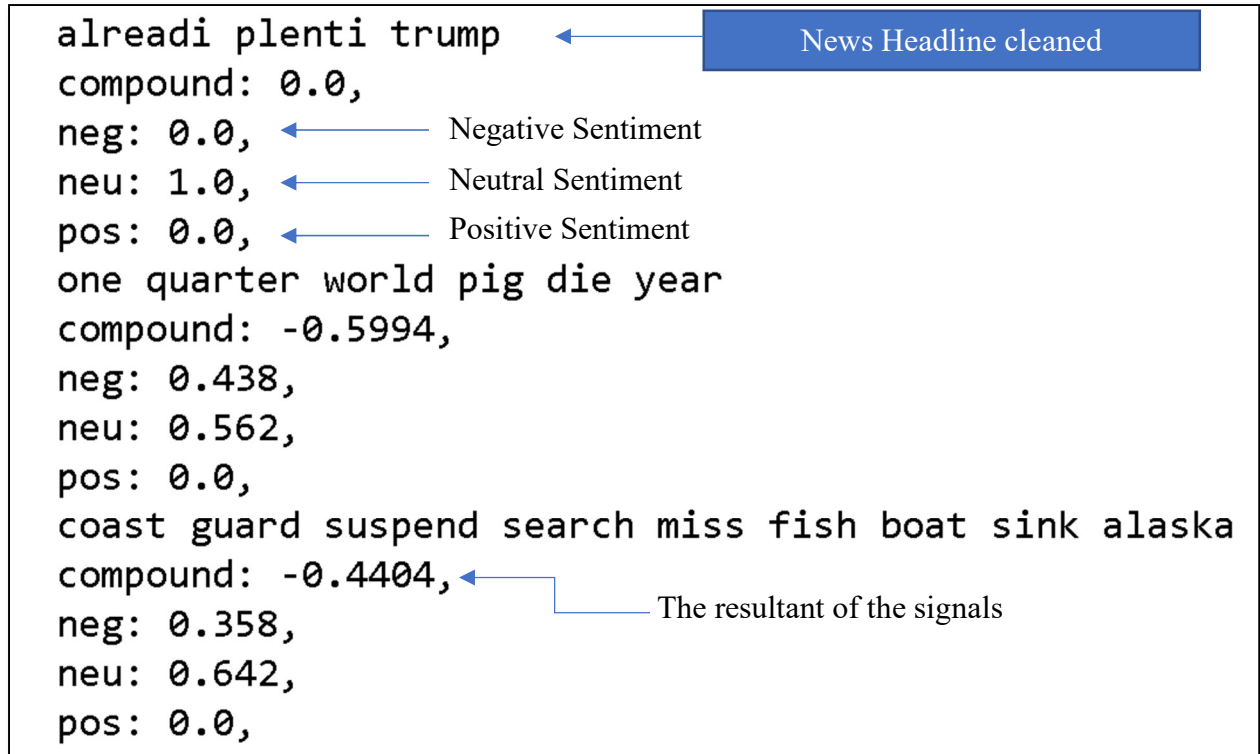 alreadi plenti trump
News Headline cleaned
compound: 0.0,
neg: 0.0,
Negative Sentiment
neu: 1.0,
Neutral Sentiment
pos: 0.0,
Positive Sentiment
one quarter world pig die year
compound: -0.5994,
neg: 0.438,
neu: 0.562,
pos: 0.0,
coast guard suspend search miss fish boat sink alaska
compound: -0.4404,
The resultant of the signals
neg: 0.358,
neu: 0.642,
pos: 0.0,